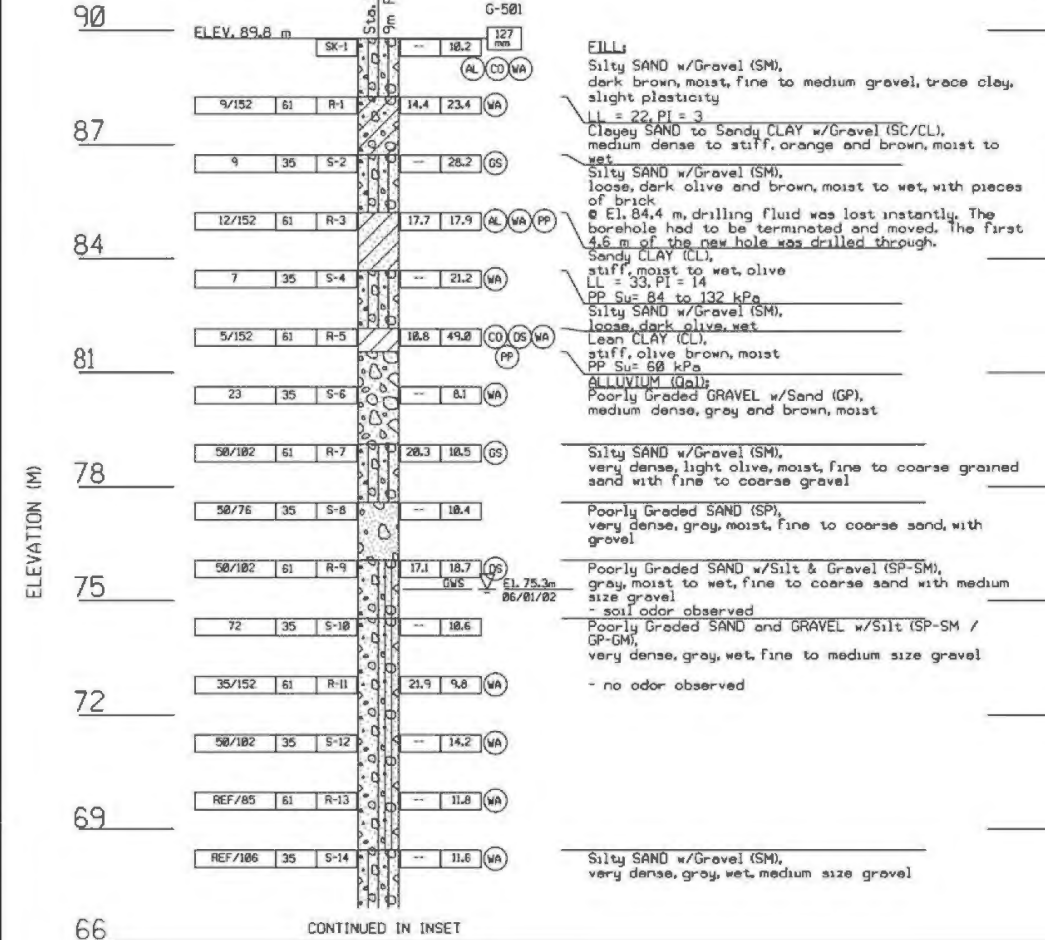 G-501
90
Sta.
9m
ELEV. 89.8 m
127
mm
SK-1 -- 10.2
AL CO WA
FILL:
Silty SAND w/Gravel (SM),
dark brown, moist, fine to medium gravel, trace clay,
slight plasticity
LL = 22, PI = 3
9/152 61 R-1 14.4 23.4 WA
87
Clayey SAND to Sandy CLAY w/Gravel (SC/CL),
medium dense to stiff, orange and brown, moist to
wet
9 35 S-2 -- 28.2 GS
Silty SAND w/Gravel (SM),
loose, dark olive and brown, moist to wet, with pieces
of brick
@ El. 84.4 m, drilling fluid was lost instantly. The
borehole had to be terminated and moved. The first
4.6 m of the new hole was drilled through.
12/152 61 R-3 17.7 17.9 AL WA PP
84
Sandy CLAY (CL),
stiff, moist to wet, olive
LL = 33, PI = 14
PP Su= 84 to 132 kPa
7 35 S-4 -- 21.2 WA
Silty SAND w/Gravel (SM),
loose, dark olive, wet
5/152 61 R-5 10.8 49.0 CO DS WA
PP
Lean CLAY (CL),
stiff, olive brown, moist
PP Su= 60 kPa
81
ALLUVIUM (Qal):
Poorly Graded GRAVEL w/Sand (GP),
medium dense, gray and brown, moist
23 35 S-6 -- 8.1 WA
50/102 61 R-7 20.3 10.5 GS
Silty SAND w/Gravel (SM),
very dense, light olive, moist, fine to coarse grained
sand with fine to coarse gravel
78
ELEVATION (M)
50/76 35 S-8 -- 10.4
Poorly Graded SAND (SP),
very dense, gray, moist, fine to coarse sand, with
gravel
50/102 61 R-9 17.1 18.7 DS
GWS El. 75.3m
06/01/02
75
Poorly Graded SAND w/Silt & Gravel (SP-SM),
gray, moist to wet, fine to coarse sand with medium
size gravel
- soil odor observed
72 35 S-10 -- 10.6
Poorly Graded SAND and GRAVEL w/Silt (SP-SM /
GP-GM),
very dense, gray, wet, fine to medium size gravel
- no odor observed
35/152 61 R-11 21.9 9.8 WA
72
50/102 35 S-12 -- 14.2 WA
REF/85 61 R-13 -- 11.8 WA
69
REF/106 35 S-14 -- 11.6 WA
Silty SAND w/Gravel (SM),
very dense, gray, wet, medium size gravel
66
CONTINUED IN INSET